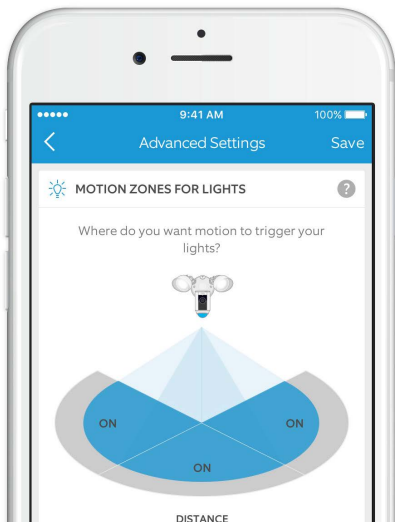 9:41 AM
100%
Advanced Settings
Save
MOTION ZONES FOR LIGHTS
?
Where do you want motion to trigger your
lights?
ON
ON
ON
DISTANCE